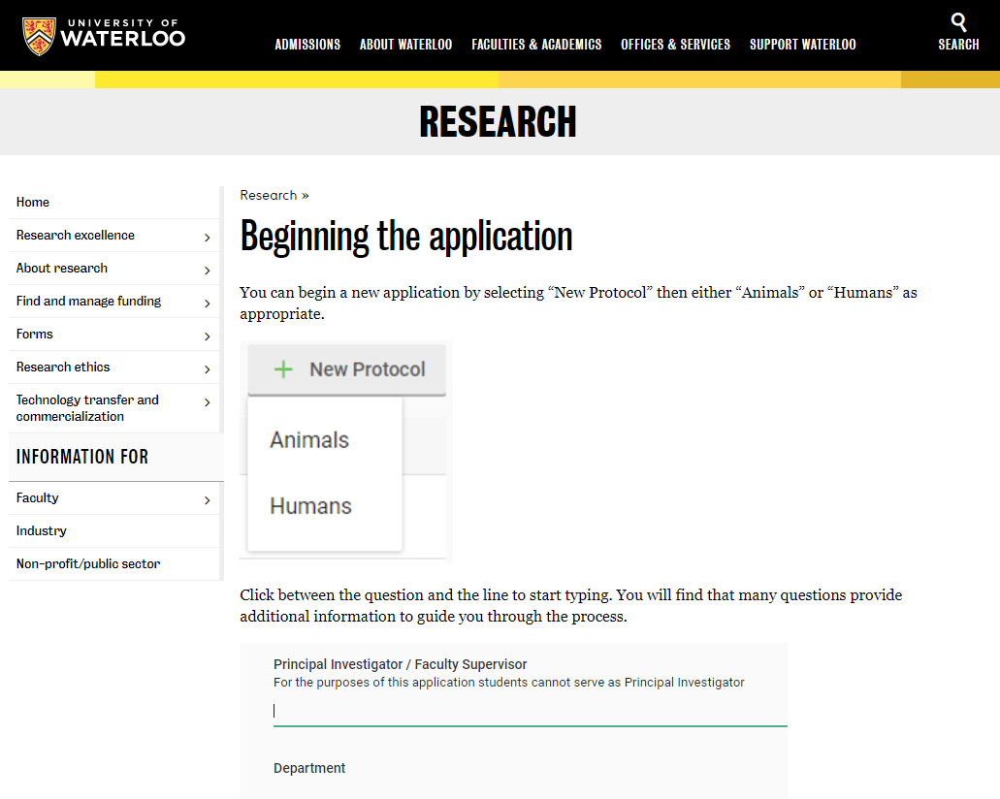 UNIVERSITY OF
WATERLOO
ADMISSIONS
ABOUT WATERLOO
FACULTIES & ACADEMICS
OFFICES & SERVICES
SUPPORT WATERLOO
SEARCH
RESEARCH
Home
Research excellence
About research
Find and manage funding
Forms
Research ethics
Technology transfer and
commercialization
INFORMATION FOR
Faculty
Industry
Non-profit/public sector
Research »
Beginning the application
You can begin a new application by selecting “New Protocol” then either “Animals” or “Humans” as
appropriate.
+ New Protocol
Animals
Humans
Click between the question and the line to start typing. You will find that many questions provide
additional information to guide you through the process.
Principal Investigator / Faculty Supervisor
For the purposes of this application students cannot serve as Principal Investigator
Department